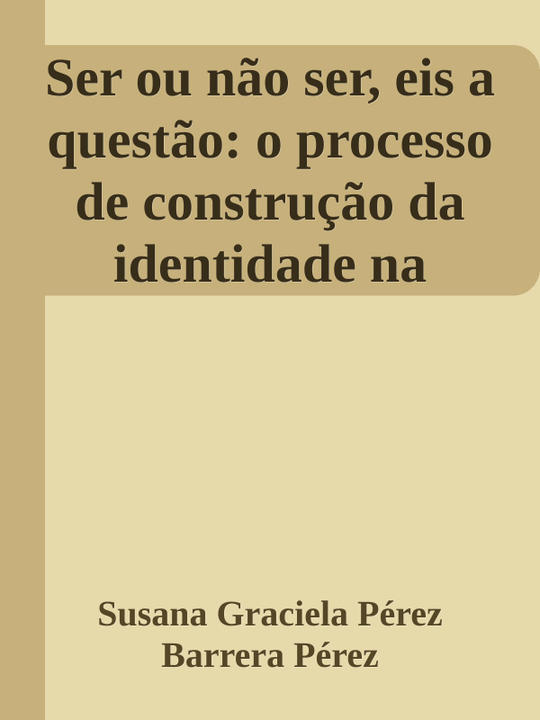 Ser ou não ser, eis a
questão: o processo
de construção da
identidade na
Susana Graciela Pérez
Barrera Pérez